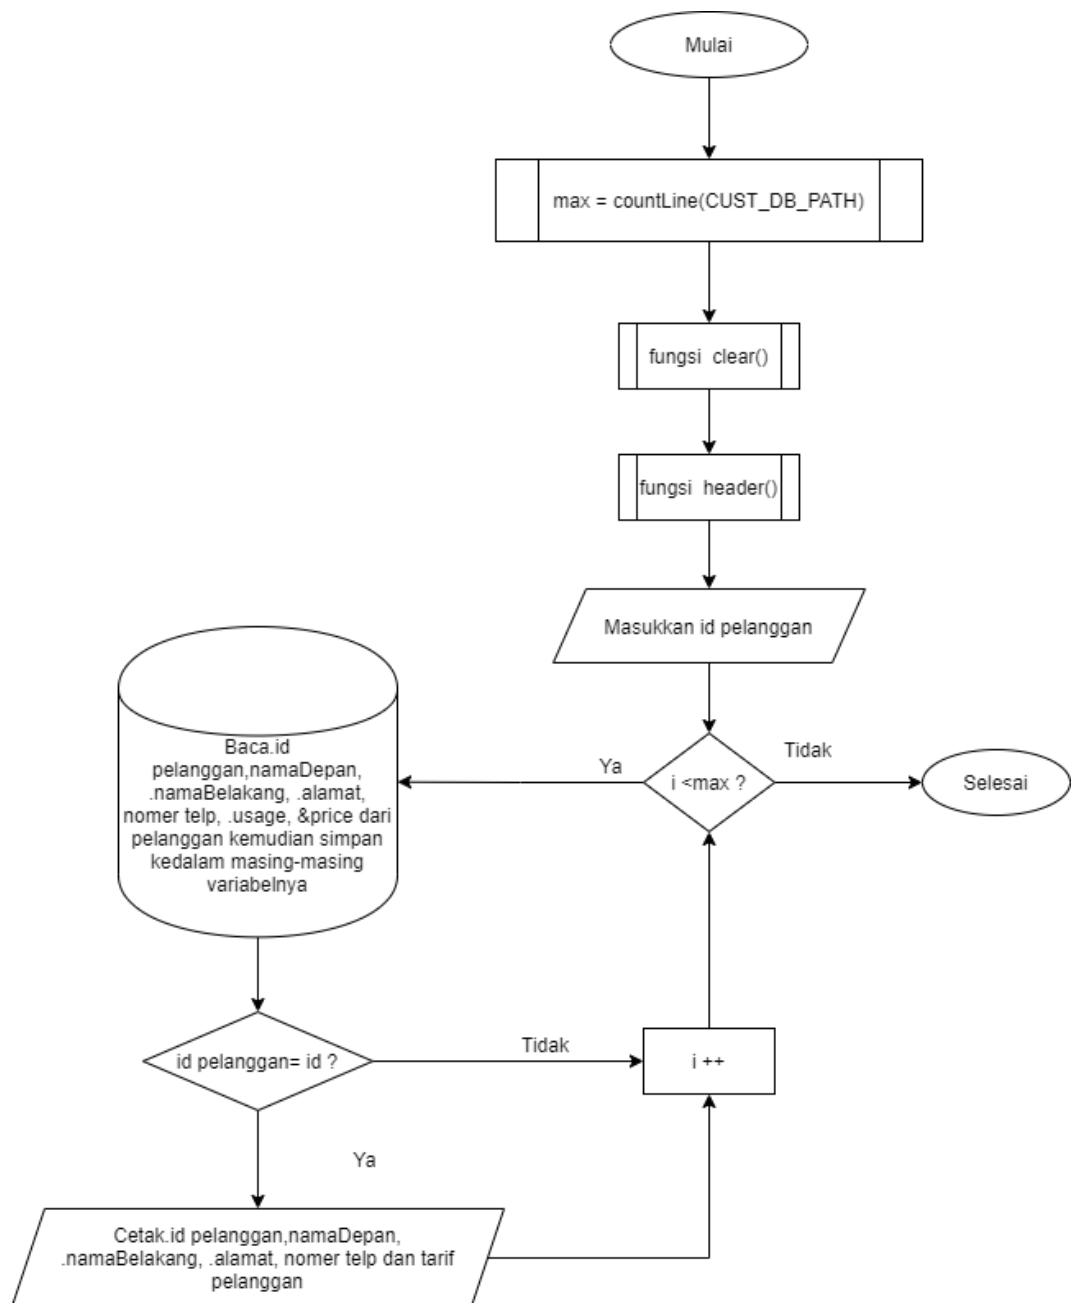 Mulai
max = countLine(CUST_DB_PATH)
fungsi clear()
fungsi header()
Masukkan id pelanggan
i <max ?
Tidak
Selesai
Ya
Baca.id
pelanggan,namaDepan,
.namaBelakang, .alamat,
nomer telp, .usage, &price dari
pelanggan kemudian simpan
kedalam masing-masing
variabelnya
id pelanggan= id ?
Tidak
i ++
Ya
Cetak.id pelanggan,namaDepan,
.namaBelakang, .alamat, nomer telp dan tarif
pelanggan